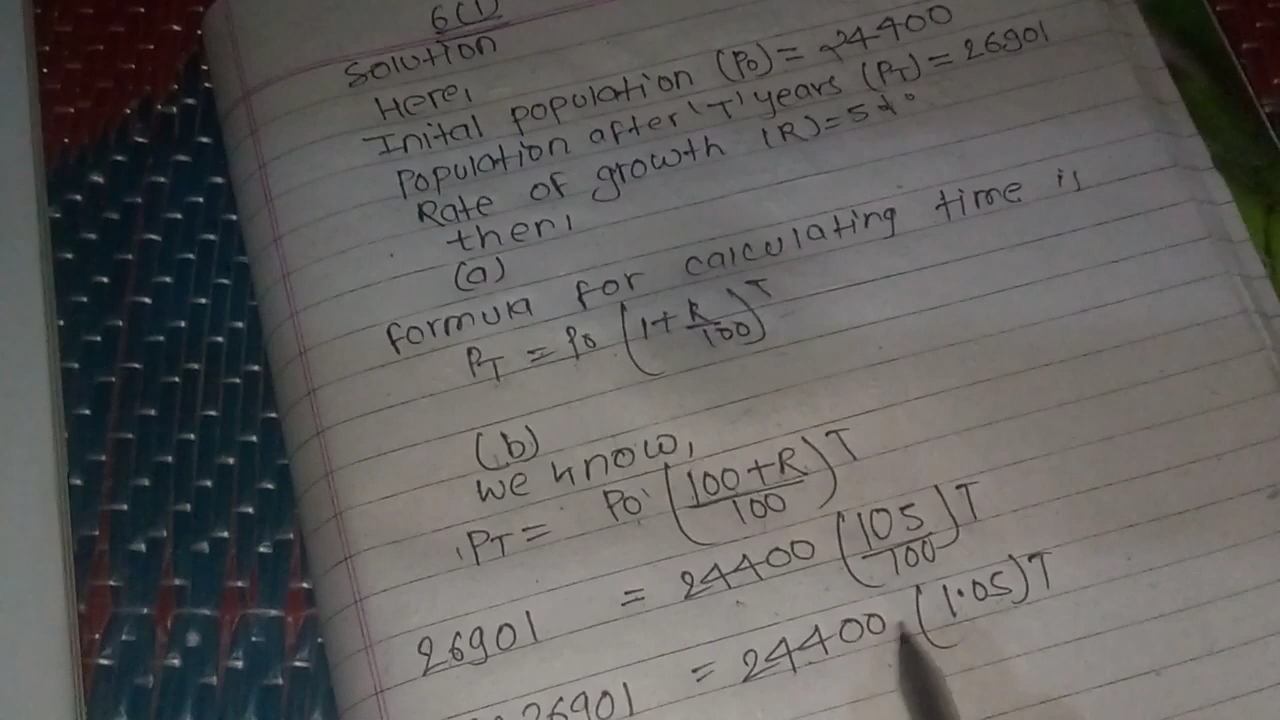 6(1)
Solution
Here,
Inital population (P0) = 24400
Population after 'T' years (PT) = 26901
Rate of growth (R) = 5%
then,
(a)
formula for calculating time is
PT = P0 (1 + R/100)^T
(b)
we know,
PT = P0 (100 + R/100)^T
26901 = 24400 (105/100)^T
26901 = 24400 (1.05)^T